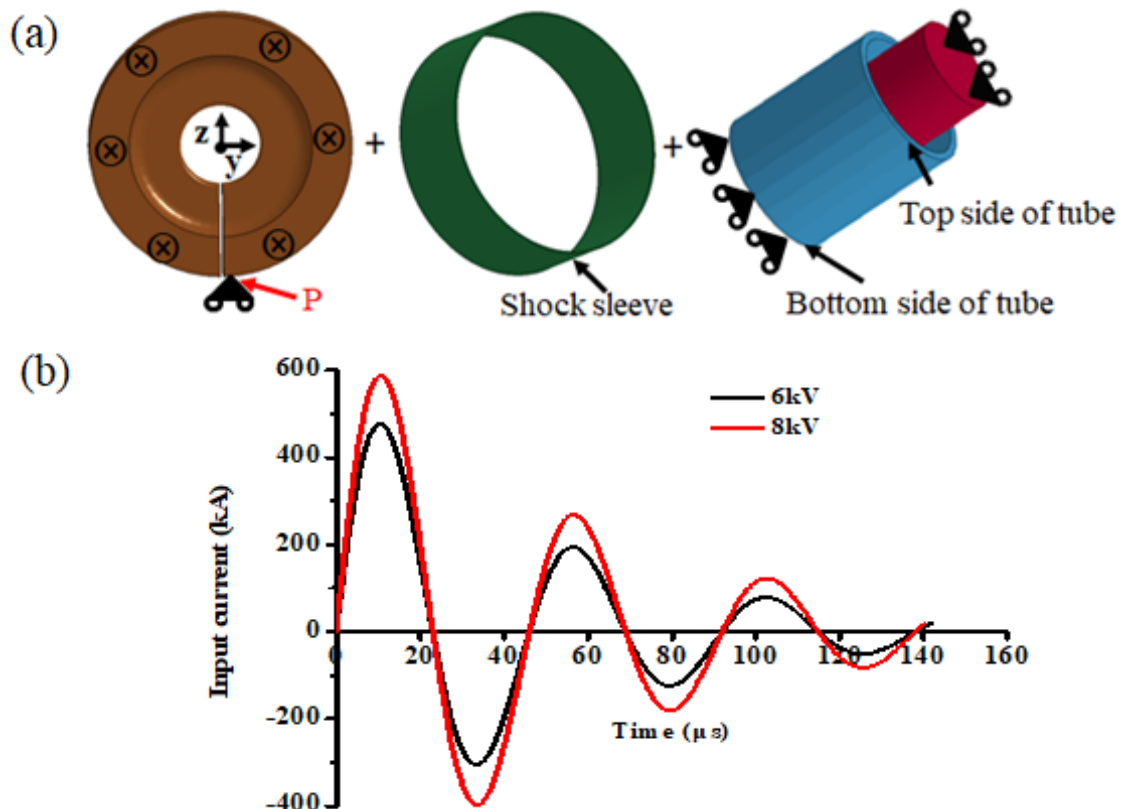 (a)
z
y
+
+
P
Shock sleeve
Top side of tube
Bottom side of tube
(b)
600
400
200
0
-200
-400
Input current (kA)
6kV
8kV
0 20 40 60 80 100 120 140 160
Time (μs)